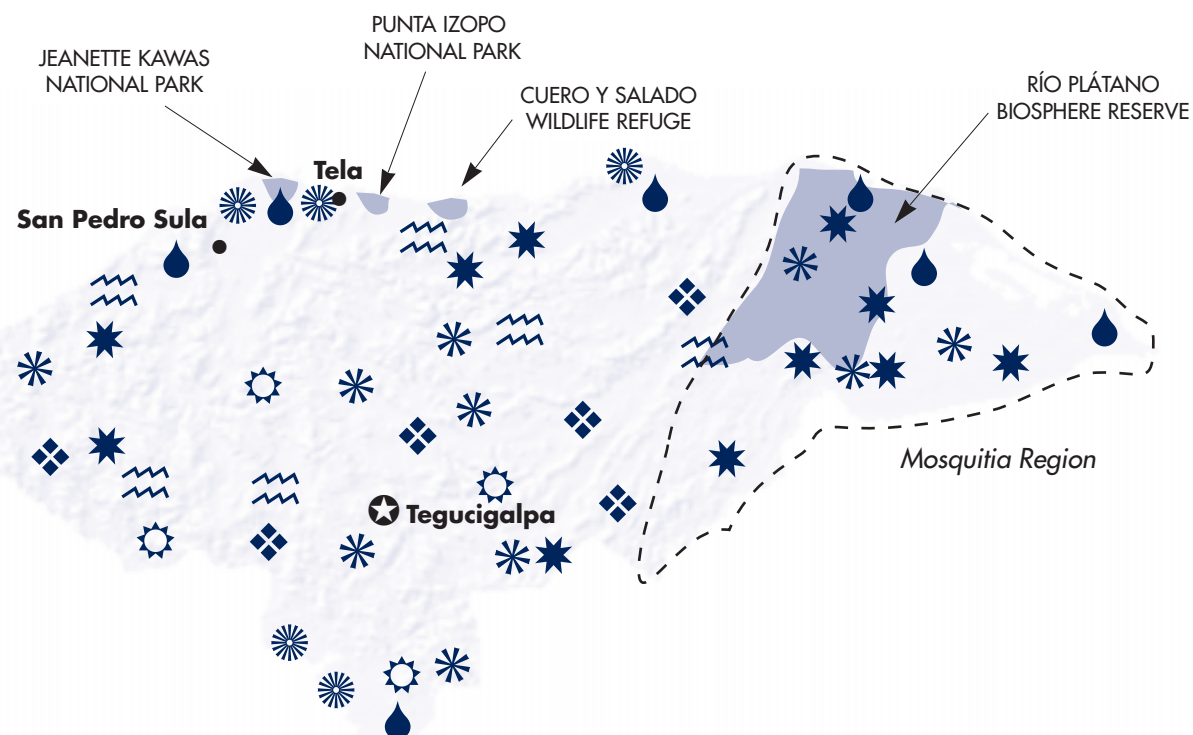 PUNTA IZOPO
NATIONAL PARK
JEANETTE KAWAS
NATIONAL PARK
CUERO Y SALADO
WILDLIFE REFUGE
RÍO PLÁTANO
BIOSPHERE RESERVE
Tela
San Pedro Sula
Mosquitia Region
Tegucigalpa